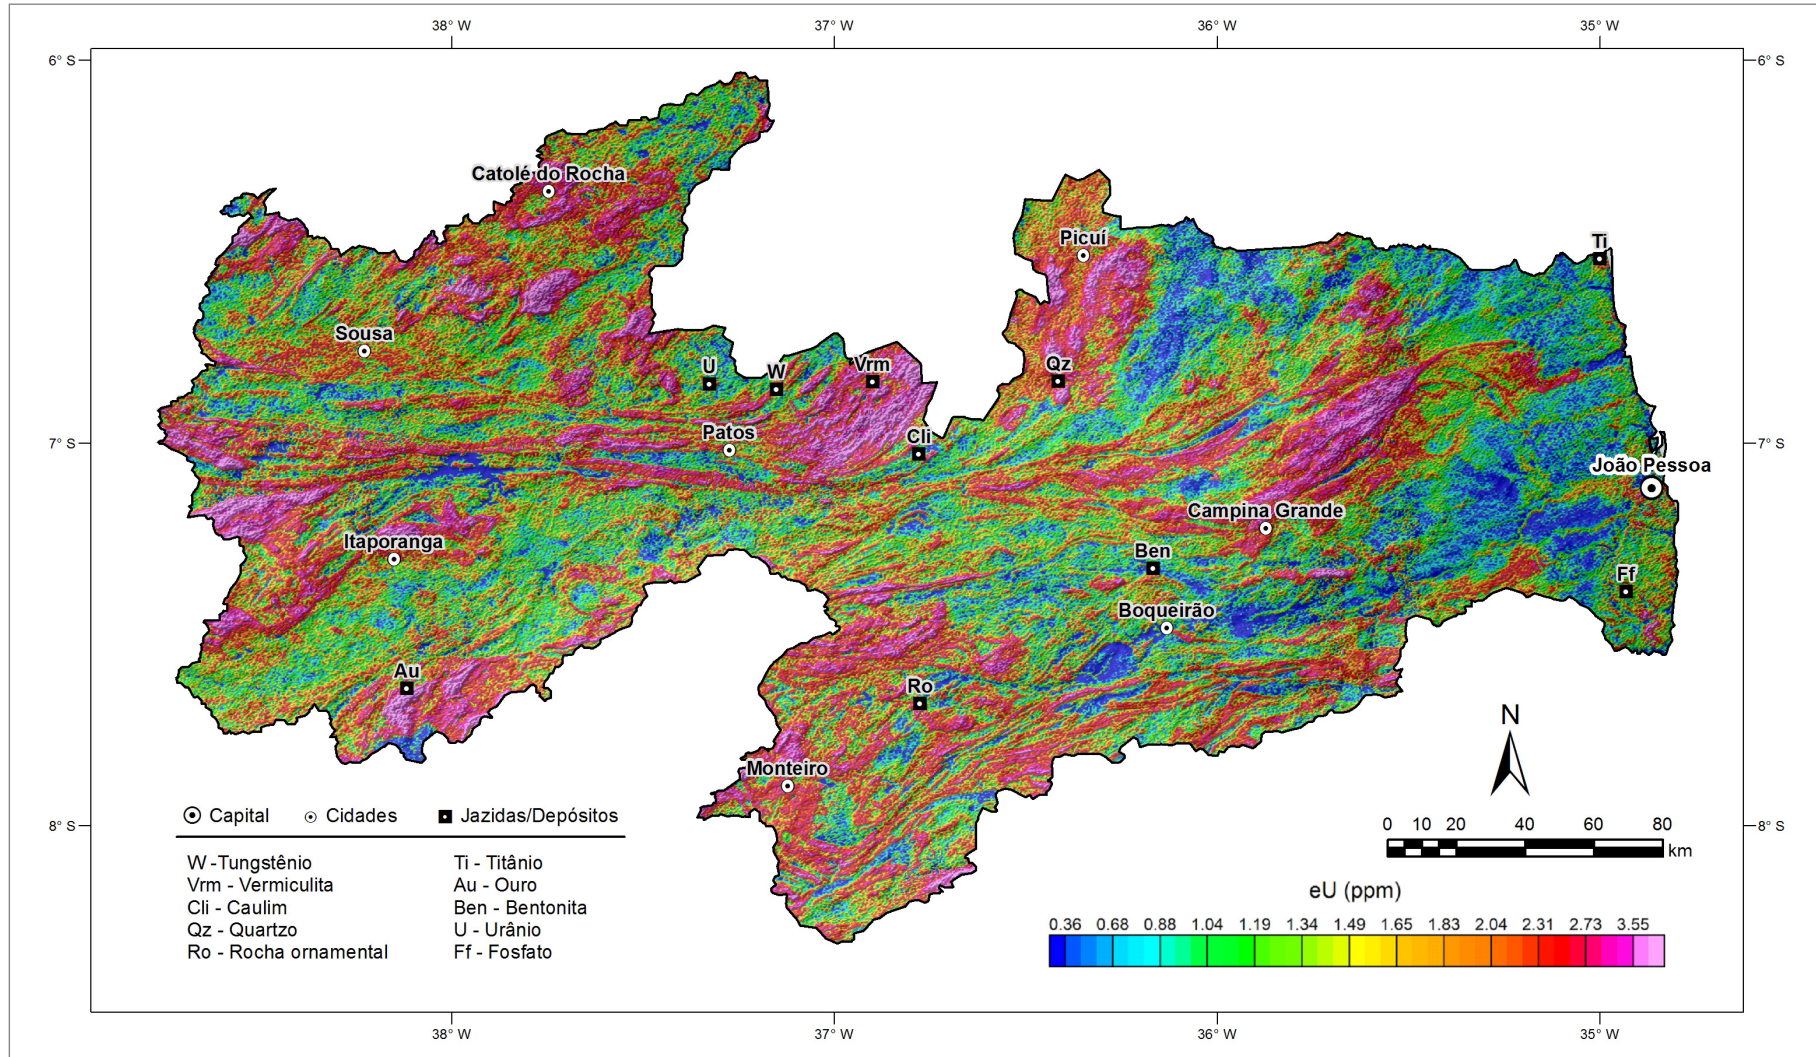 38° W 37° W 36° W 35° W
6° S 6° S
Catolé do Rocha
Picuí
Ti
Sousa
U W Vrm Qz
Patos
Cli
7° S 7° S
João Pessoa
Campina Grande
Itaporanga
Ben
Ff
Boqueirão
Au
Ro
N
Monteiro
8° S 8° S
Capital Cidades Jazidas/Depósitos
0 10 20 40 60 80
km
W -Tungstênio Ti - Titânio
Vrm - Vermiculita Au - Ouro
Cli - Caulim Ben - Bentonita
Qz - Quartzo U - Urânio
Ro - Rocha ornamental Ff - Fosfato
eU (ppm)
0.36 0.68 0.88 1.04 1.19 1.34 1.49 1.65 1.83 2.04 2.31 2.73 3.55
38° W 37° W 36° W 35° W